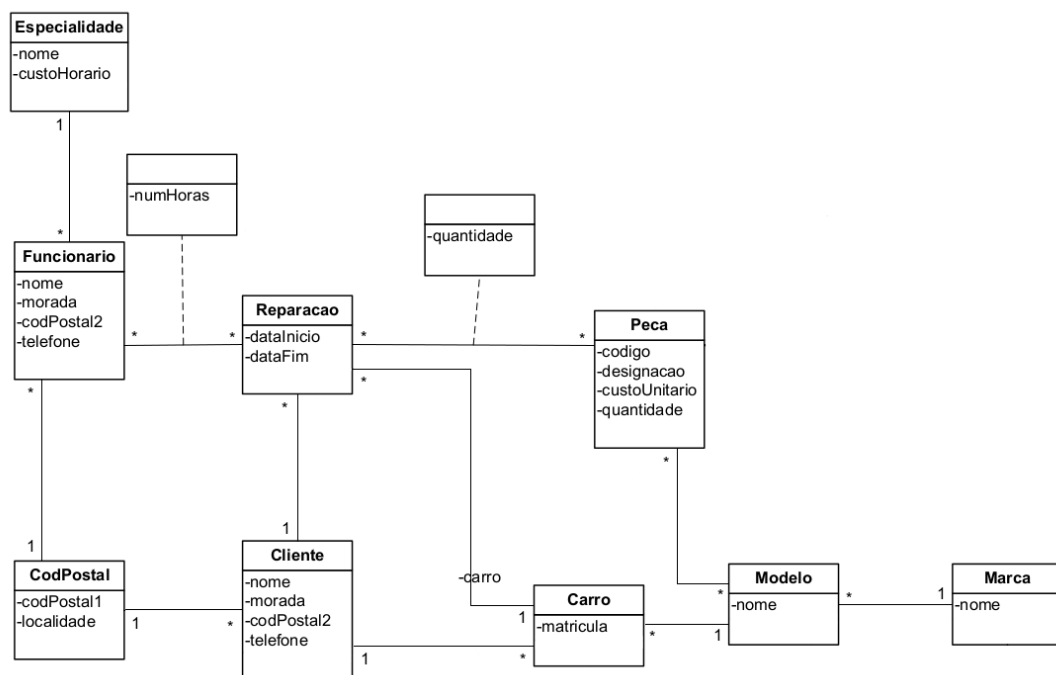 Especialidade
-nome
-custoHorario
1
*
-numHoras
-quantidade
Funcionario
-nome
-morada
-codPostal2
-telefone
*
*
Reparacao
-dataInicio
-dataFim
*
*
Peca
-codigo
-designacao
-custoUnitario
-quantidade
*
*
*
*
1
1
CodPostal
-codPostal1
-localidade
1
*
Cliente
-nome
-morada
-codPostal2
-telefone
1
*
-carro
1
Carro
-matricula
*
1
*
Modelo
-nome
*
1
Marca
-nome